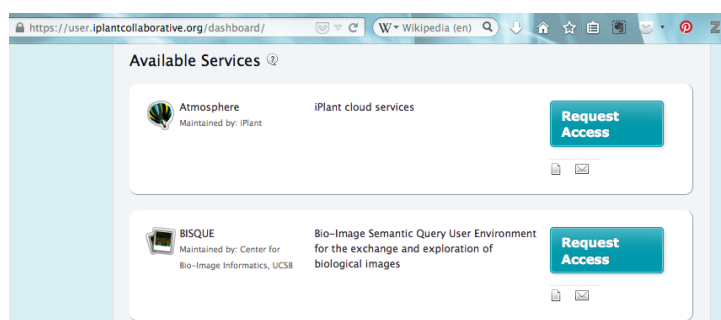 https://user.iplantcollaborative.org/dashboard/
Wikipedia (en)
Available Services
Atmosphere
Maintained by: iPlant
iPlant cloud services
Request
Access
BISQUE
Maintained by: Center for
Bio-Image Informatics, UCSB
Bio-Image Semantic Query User Environment
for the exchange and exploration of
biological images
Request
Access